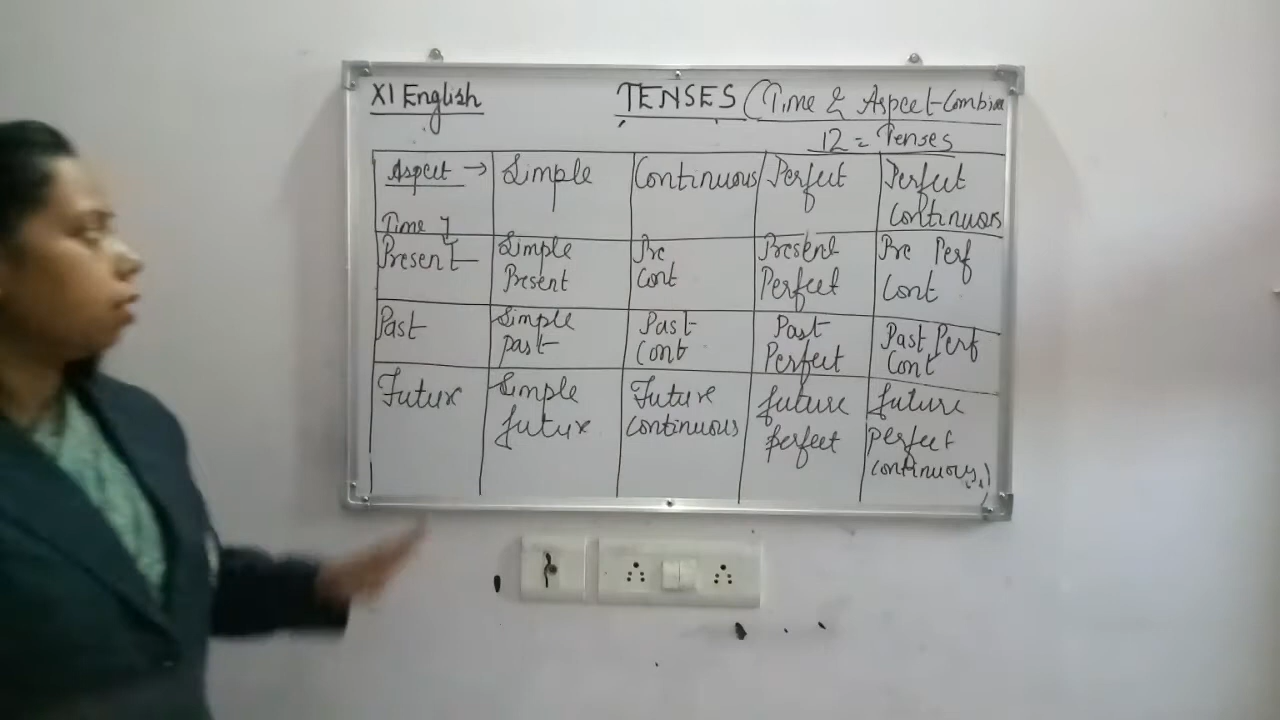 XI English
TENSES (Time & Aspect-Combine
12 = Tenses
Aspect → Simple Continuous Perfect Perfect
Continuous
Time
Present Simple Pre Present Pre Perf
Present Cont Perfect Cont
Past Simple Past Past Past Perf
past Cont Perfect Cont
Future Simple Future future future
future continuous perfect perfect
continuous.)